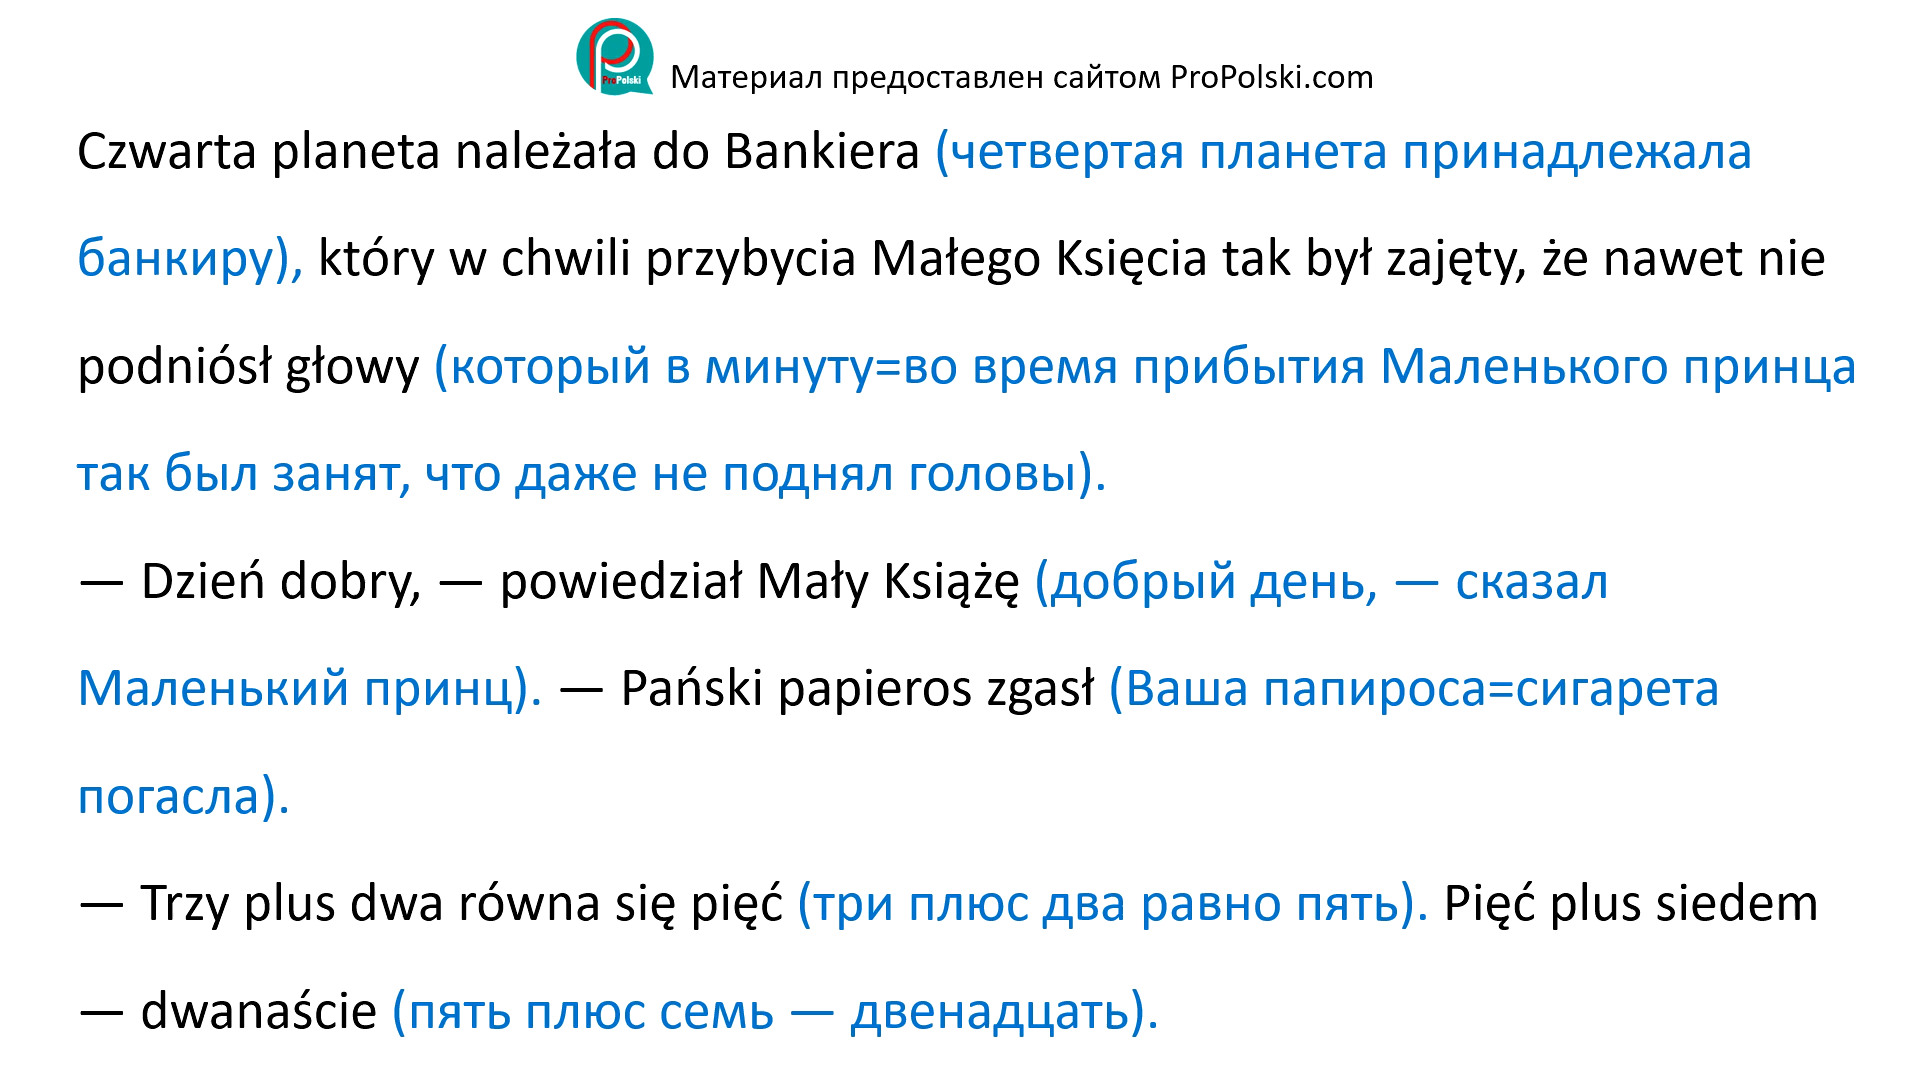 ProPolski
Материал предоставлен сайтом ProPolski.com
Czwarta planeta należała do Bankiera (четвертая планета принадлежала
банкиру), który w chwili przybycia Małego Księcia tak był zajęty, że nawet nie
podniósł głowy (который в минуту=во время прибытия Маленького принца
так был занят, что даже не поднял головы).
— Dzień dobry, — powiedział Mały Książę (добрый день, — сказал
Маленький принц). — Pański papieros zgasł (Ваша папироса=сигарета
погасла).
— Trzy plus dwa równa się pięć (три плюс два равно пять). Pięć plus siedem
— dwanaście (пять плюс семь — двенадцать).